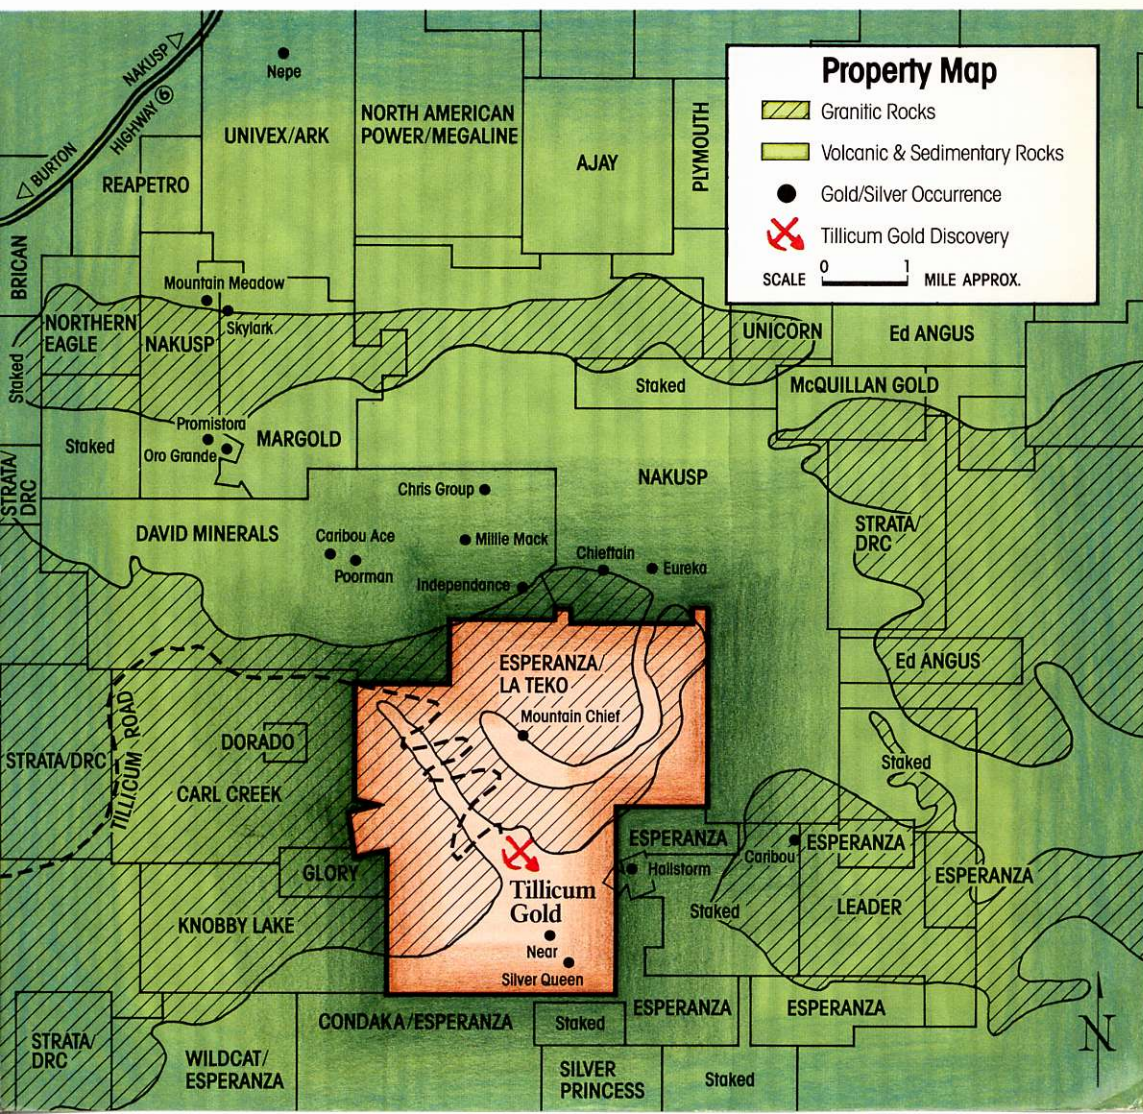 Property Map
Granitic Rocks
Volcanic & Sedimentary Rocks
Gold/Silver Occurrence
Tillicum Gold Discovery
SCALE 0 1 MILE APPROX.
NAKUSP
HIGHWAY 6
BURTON
Nepe
UNIVEX/ARK
NORTH AMERICAN
POWER/MEGALINE
AJAY
PLYMOUTH
REAPETRO
BRICAN
Mountain Meadow
Skylark
NORTHERN
EAGLE
NAKUSP
UNICORN
Ed ANGUS
Staked
Staked
McQUILLAN GOLD
Promistora
Oro Grande
MARGOLD
Staked
STRATA/
DRC
NAKUSP
Chris Group
DAVID MINERALS
Caribou Ace
Poorman
Millie Mack
Chieftain
Eureka
Independance
STRATA/
DRC
ESPERANZA/
LA TEKO
Mountain Chief
Ed ANGUS
TILLICUM ROAD
STRATA/DRC
DORADO
CARL CREEK
Staked
GLORY
ESPERANZA
Caribou
ESPERANZA
Hailstorm
ESPERANZA
Tillicum
Gold
Near
Silver Queen
KNOBBY LAKE
Staked
LEADER
CONDAKA/ESPERANZA
Staked
ESPERANZA
ESPERANZA
N
STRATA/
DRC
WILDCAT/
ESPERANZA
SILVER
PRINCESS
Staked